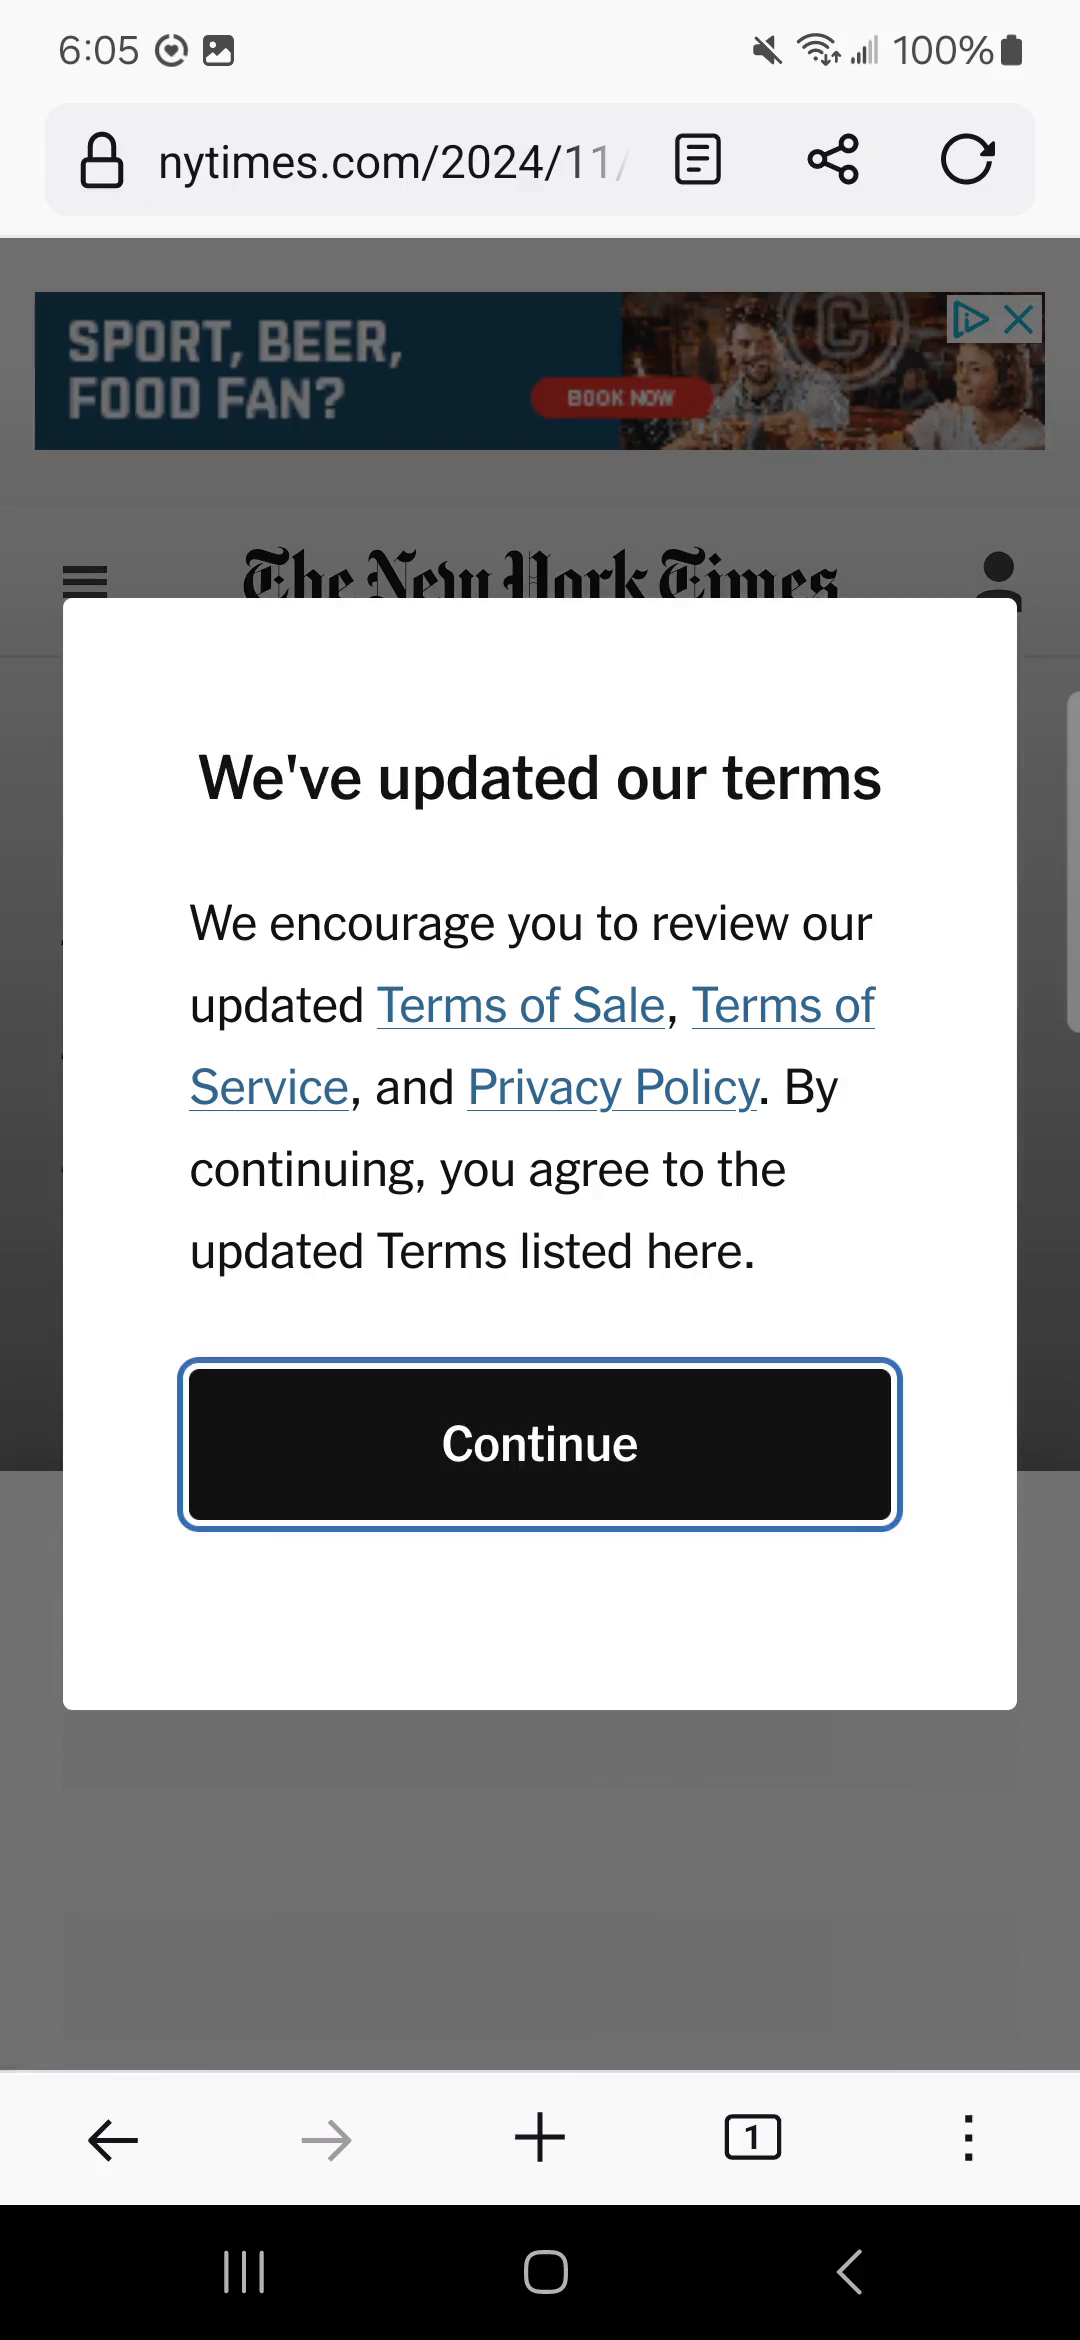 6:05 100%
nytimes.com/2024/11/
SPORT, BEER,
FOOD FAN?
BOOK NOW
The New York Times
We've updated our terms
We encourage you to review our
updated Terms of Sale, Terms of
Service, and Privacy Policy. By
continuing, you agree to the
updated Terms listed here.
Continue
1